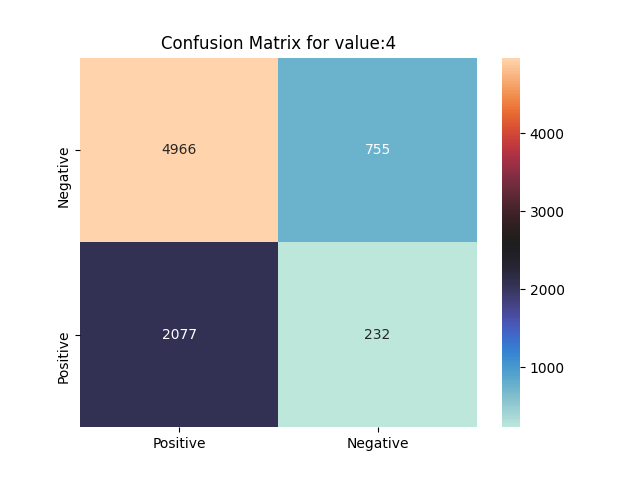 Confusion Matrix for value:4
Negative
4966
755
Positive
2077
232
Positive
Negative
4000
3000
2000
1000